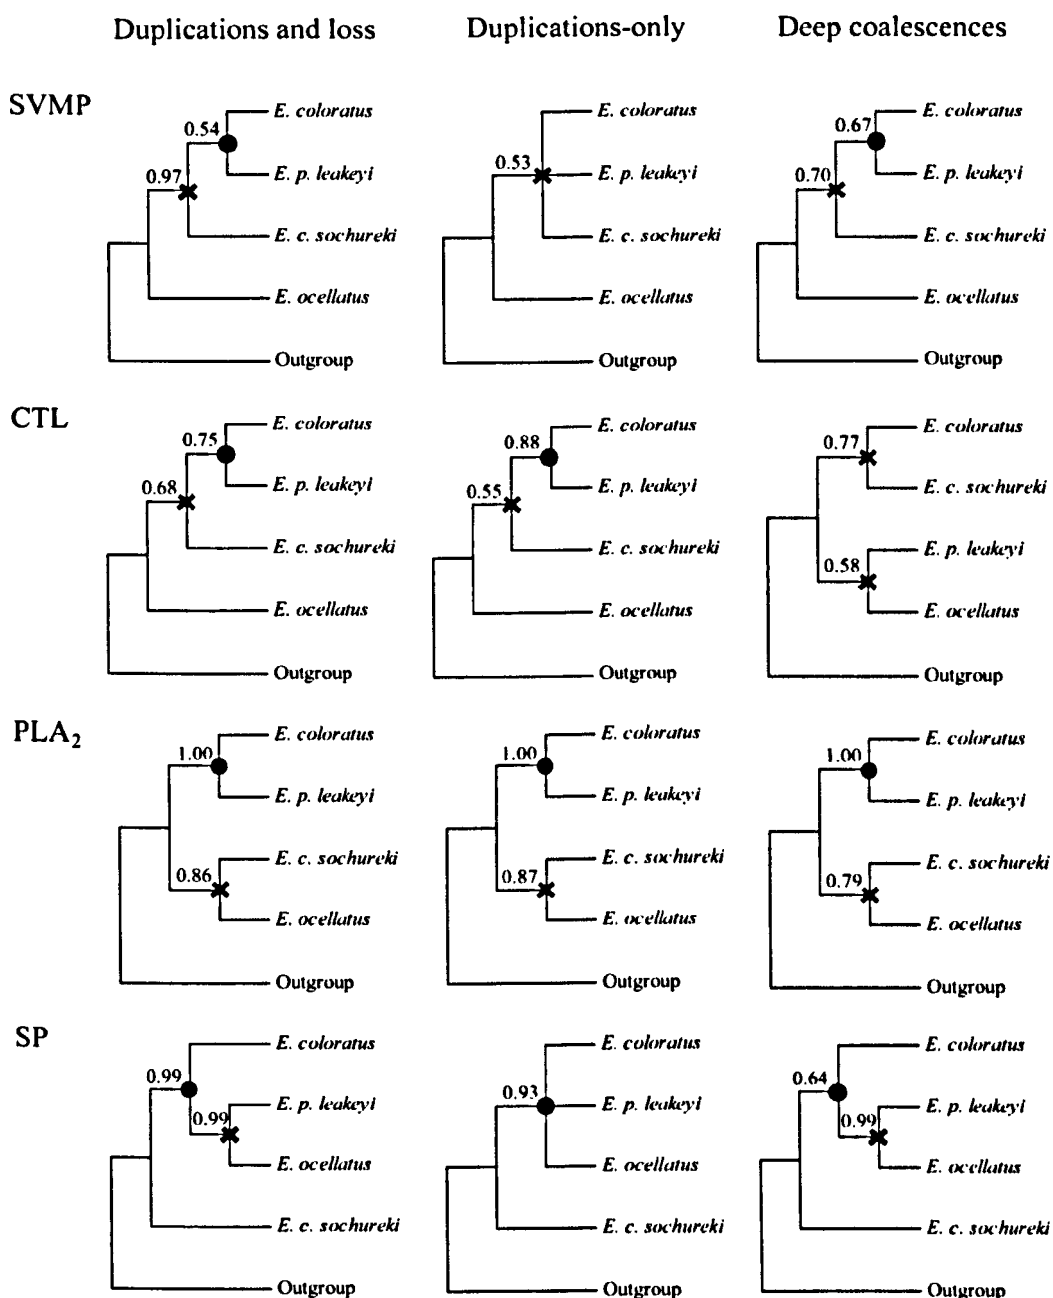 Duplications and loss
Duplications-only
Deep coalescences
SVMP
0.97
0.54
E. coloratus
E. p. leakeyi
E. c. sochureki
E. ocellatus
Outgroup
0.53
E. coloratus
E. p. leakeyi
E. c. sochureki
E. ocellatus
Outgroup
0.70
0.67
E. coloratus
E. p. leakeyi
E. c. sochureki
E. ocellatus
Outgroup
CTL
0.68
0.75
E. coloratus
E. p. leakeyi
E. c. sochureki
E. ocellatus
Outgroup
0.55
0.88
E. coloratus
E. p. leakeyi
E. c. sochureki
E. ocellatus
Outgroup
0.77
E. coloratus
E. c. sochureki
0.58
E. p. leakeyi
E. ocellatus
Outgroup
PLA₂
1.00
E. coloratus
E. p. leakeyi
0.86
E. c. sochureki
E. ocellatus
Outgroup
1.00
E. coloratus
E. p. leakeyi
0.87
E. c. sochureki
E. ocellatus
Outgroup
1.00
E. coloratus
E. p. leakeyi
0.79
E. c. sochureki
E. ocellatus
Outgroup
SP
0.99
E. coloratus
0.99
E. p. leakeyi
E. ocellatus
E. c. sochureki
Outgroup
0.93
E. coloratus
E. p. leakeyi
E. ocellatus
E. c. sochureki
Outgroup
0.64
E. coloratus
0.99
E. p. leakeyi
E. ocellatus
E. c. sochureki
Outgroup